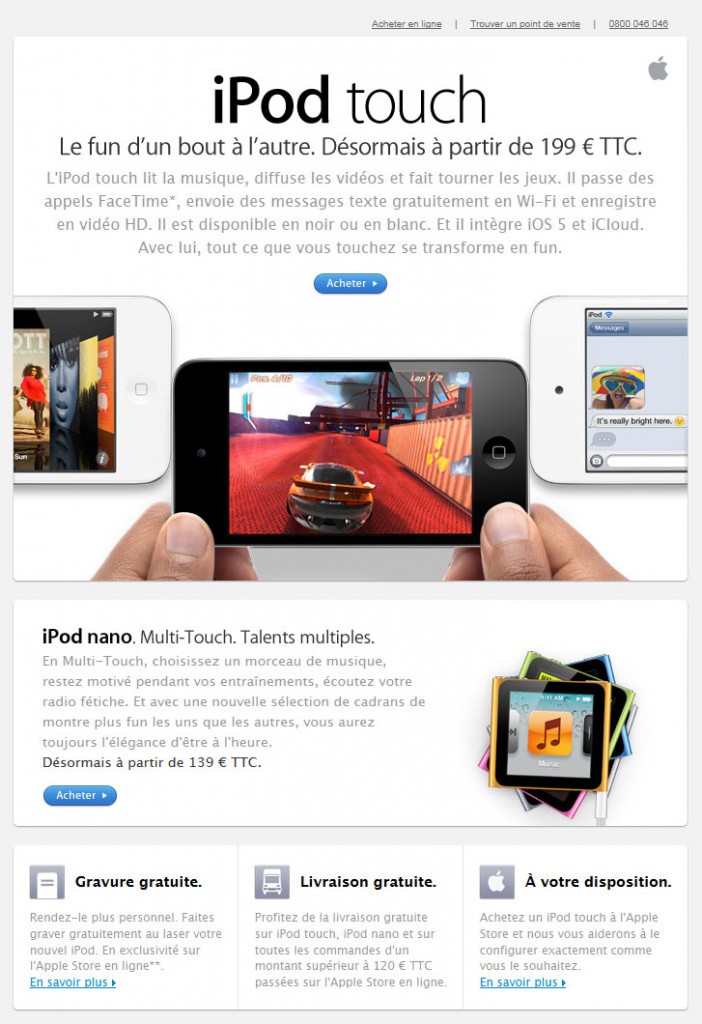 Acheter en ligne | Trouver un point de vente | 0800 046 046
iPod touch
Le fun d’un bout à l’autre. Désormais à partir de 199 € TTC.
L'iPod touch lit la musique, diffuse les vidéos et fait tourner les jeux. Il passe des
appels FaceTime*, envoie des messages texte gratuitement en Wi-Fi et enregistre
en vidéo HD. Il est disponible en noir ou en blanc. Et il intègre iOS 5 et iCloud.
Avec lui, tout ce que vous touchez se transforme en fun.
Acheter
OTT
Sun
Pos. 4/10
Lap 1/2
iPod
Messages
It's really bright here.
iPod nano. Multi-Touch. Talents multiples.
En Multi-Touch, choisissez un morceau de musique,
restez motivé pendant vos entraînements, écoutez votre
radio fétiche. Et avec une nouvelle sélection de cadrans de
montre plus fun les uns que les autres, vous aurez
toujours l'élégance d'être à l'heure.
Désormais à partir de 139 € TTC.
Acheter
9:41 AM
Music
Gravure gratuite.
Rendez-le plus personnel. Faites
graver gratuitement au laser votre
nouvel iPod. En exclusivité sur
l'Apple Store en ligne**.
En savoir plus
Livraison gratuite.
Profitez de la livraison gratuite
sur iPod touch, iPod nano et sur
toutes les commandes d'un
montant supérieur à 120 € TTC
passées sur l'Apple Store en ligne.
À votre disposition.
Achetez un iPod touch à l'Apple
Store et nous vous aiderons à le
configurer exactement comme
vous le souhaitez.
En savoir plus